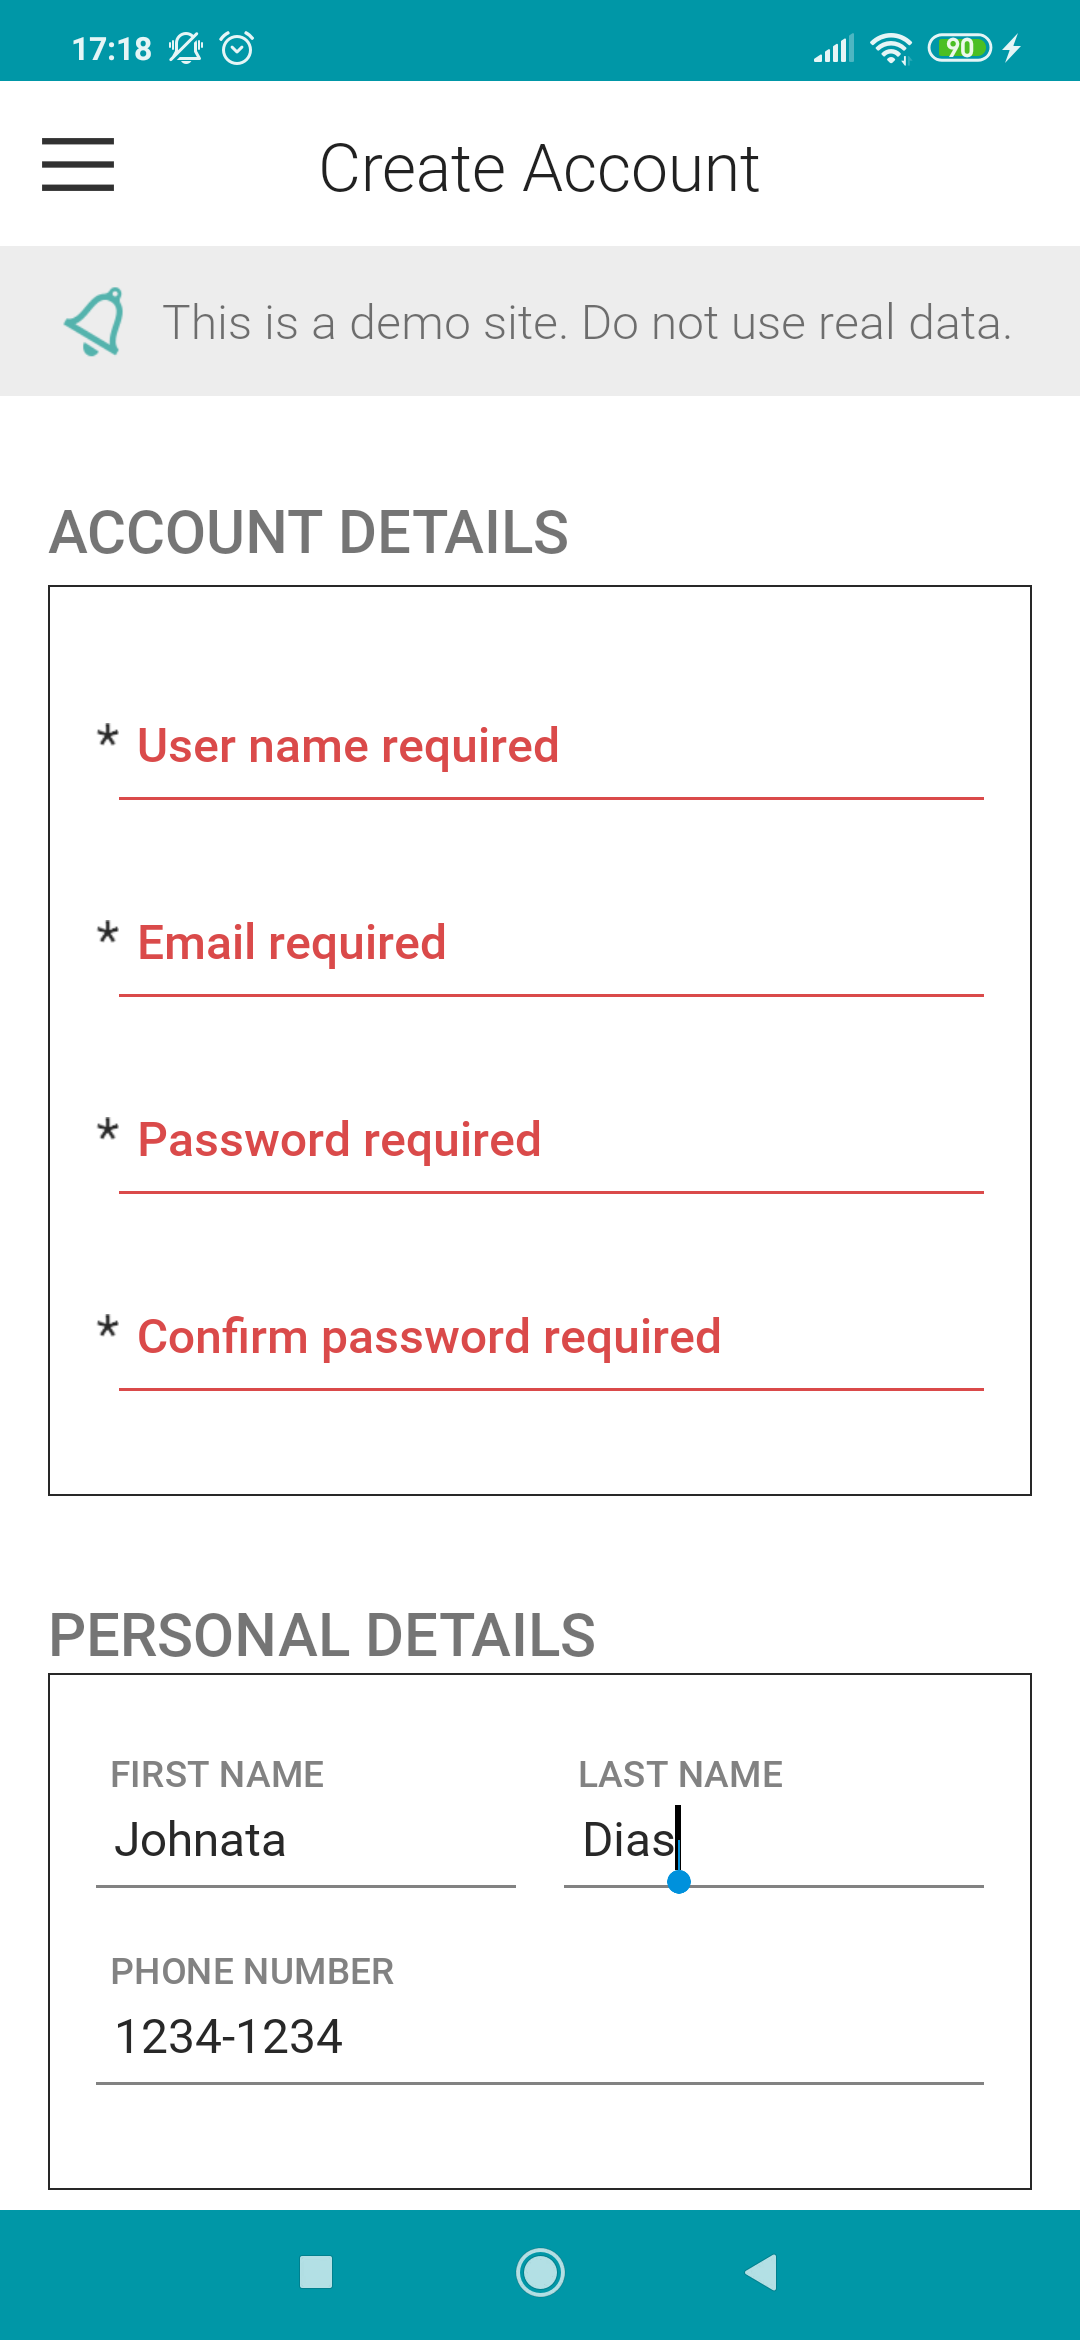 17:18
90
Create Account
This is a demo site. Do not use real data.
ACCOUNT DETAILS
* User name required
* Email required
* Password required
* Confirm password required
PERSONAL DETAILS
FIRST NAME LAST NAME
Johnata Dias
PHONE NUMBER
1234-1234